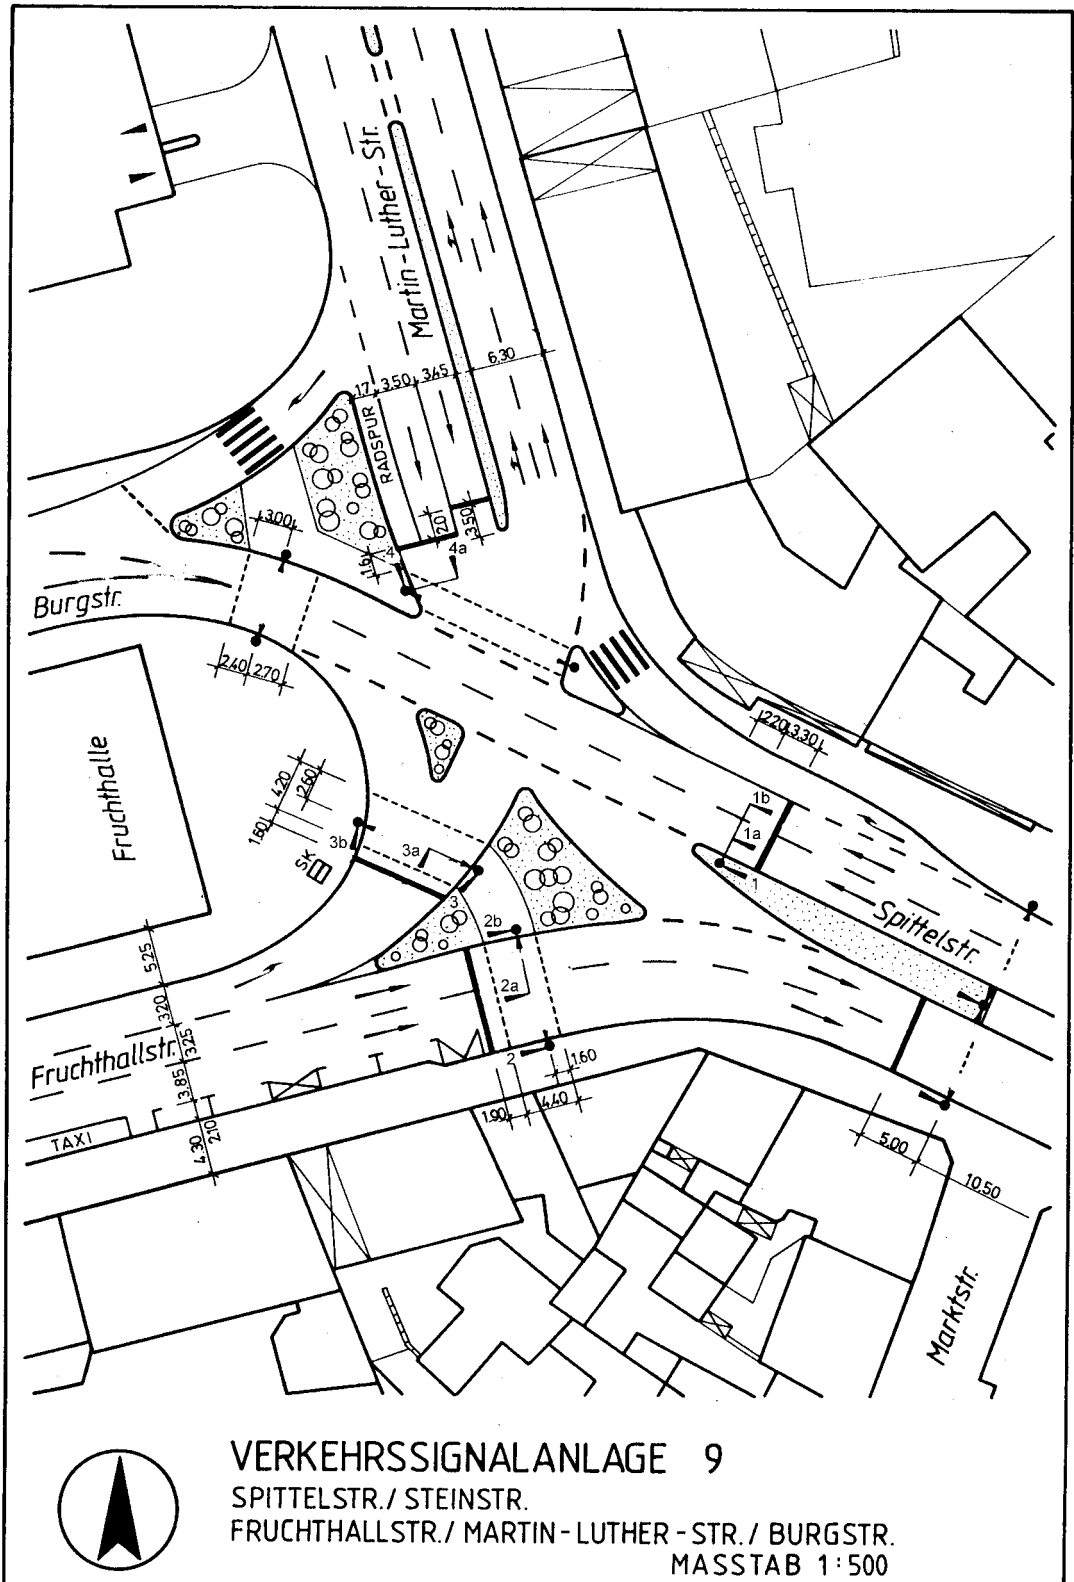 Martin-Luther-Str.
6.30
17
3.50
3.45
RADSPUR
3.00
2.01
3.50
4
1.61
4a
Burgstr.
2.40
2.70
2.20
3.30
Fruchthalle
4.20
2.60
1.60
3b
SK
3a
3
1b
1a
1
Spittelstr.
2b
2a
2
5.25
3.20
3.25
3.85
Fruchthallstr.
TAXI
4.30
2.10
1.60
1.90
4.40
5.00
10.50
Marktstr.
VERKEHRSSIGNALANLAGE 9
SPITTELSTR./ STEINSTR.
FRUCHTHALLSTR./ MARTIN-LUTHER-STR./ BURGSTR.
MASSTAB 1:500